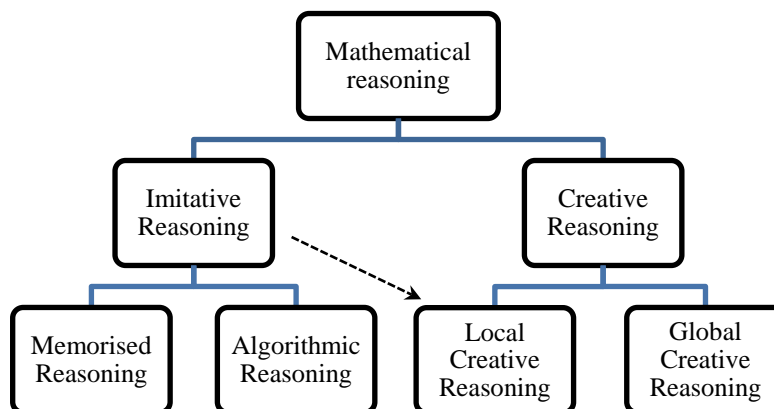 Mathematical
reasoning
Imitative
Reasoning
Creative
Reasoning
Memorised
Reasoning
Algorithmic
Reasoning
Local
Creative
Reasoning
Global
Creative
Reasoning